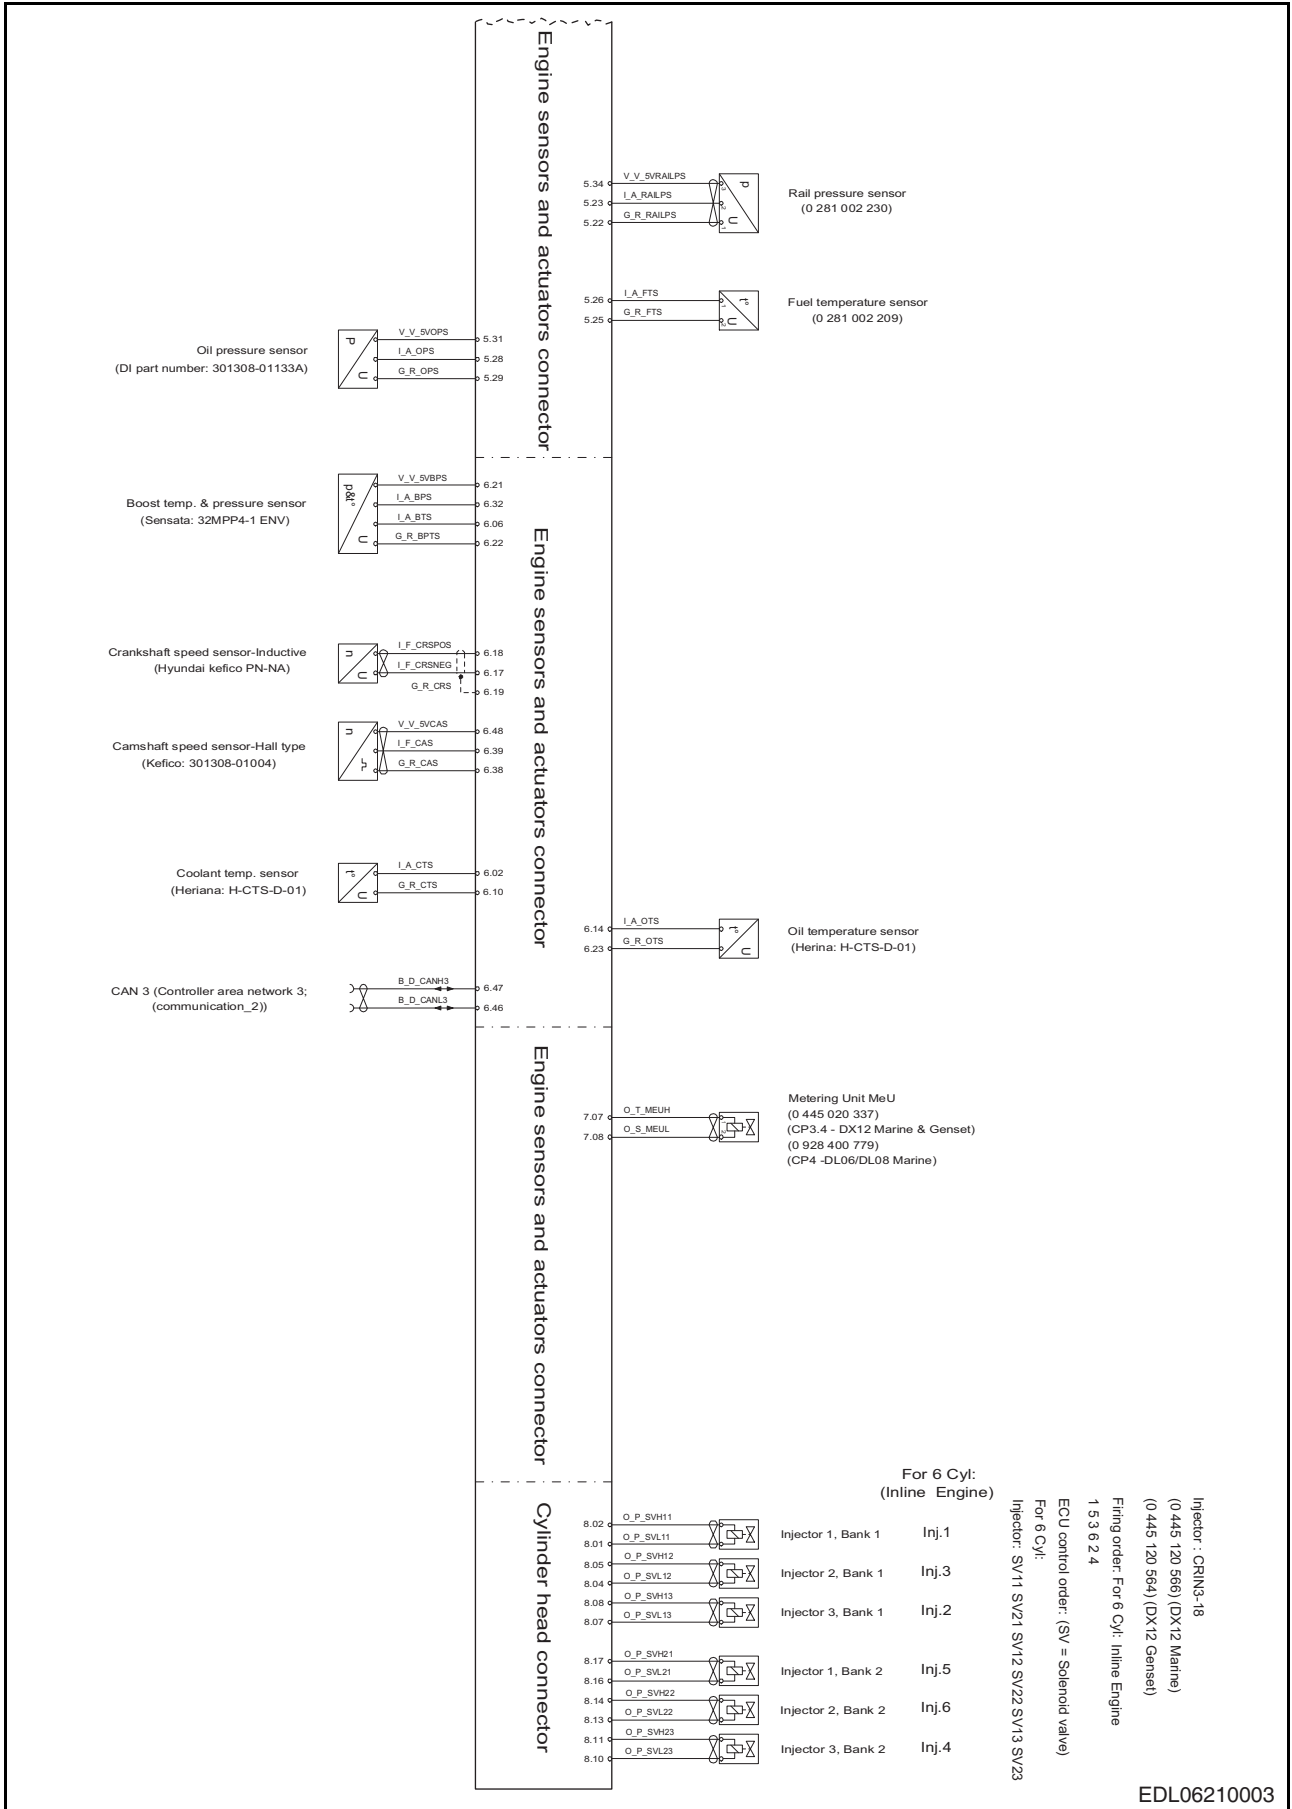 Engine sensors and actuators connector
5.34
V_V_5VRAILPS
5.23
I_A_RAILPS
5.22
G_R_RAILPS
3
2
1
p
U
Rail pressure sensor
(0 281 002 230)
5.26
I_A_FTS
5.25
G_R_FTS
1
2
t°
U
Fuel temperature sensor
(0 281 002 209)
Oil pressure sensor
(DI part number: 301308-01133A)
P
U
V_V_5VOPS
5.31
I_A_OPS
5.28
G_R_OPS
5.29
Engine sensors and actuators connector
Boost temp. & pressure sensor
(Sensata: 32MPP4-1 ENV)
p&t°
U
V_V_5VBPS
6.21
I_A_BPS
6.32
I_A_BTS
6.06
G_R_BPTS
6.22
Crankshaft speed sensor-Inductive
(Hyundai kefico PN-NA)
n
U
I_F_CRSPOS
6.18
I_F_CRSNEG
6.17
G_R_CRS
6.19
Camshaft speed sensor-Hall type
(Kefico: 301308-01004)
n
V_V_5VCAS
6.48
I_F_CAS
6.39
G_R_CAS
6.38
Coolant temp. sensor
(Heriana: H-CTS-D-01)
t°
U
I_A_CTS
6.02
G_R_CTS
6.10
6.14
I_A_OTS
6.23
G_R_OTS
t°
U
Oil temperature sensor
(Herina: H-CTS-D-01)
CAN 3 (Controller area network 3;
(communication_2))
B_D_CANH3
6.47
B_D_CANL3
6.46
Engine sensors and actuators connector
7.07
O_T_MEUH
7.08
O_S_MEUL
1
2
Metering Unit MeU
(0 445 020 337)
(CP3.4 - DX12 Marine & Genset)
(0 928 400 779)
(CP4 -DL06/DL08 Marine)
Cylinder head connector
For 6 Cyl:
(Inline Engine)
8.02
O_P_SVH11
8.01
O_P_SVL11
Injector 1, Bank 1
Inj.1
8.05
O_P_SVH12
8.04
O_P_SVL12
Injector 2, Bank 1
Inj.3
8.08
O_P_SVH13
8.07
O_P_SVL13
Injector 3, Bank 1
Inj.2
8.17
O_P_SVH21
8.16
O_P_SVL21
Injector 1, Bank 2
Inj.5
8.14
O_P_SVH22
8.13
O_P_SVL22
Injector 2, Bank 2
Inj.6
8.11
O_P_SVH23
8.10
O_P_SVL23
Injector 3, Bank 2
Inj.4
Injector : CRIN3-18
(0 445 120 566) (DX12 Marine)
(0 445 120 564) (DX12 Genset)
Firing order: For 6 Cyl: Inline Engine
1 5 3 6 2 4
ECU control order: (SV = Solenoid valve)
For 6 Cyl:
Injector: SV11 SV21 SV12 SV22 SV13 SV23
EDL06210003